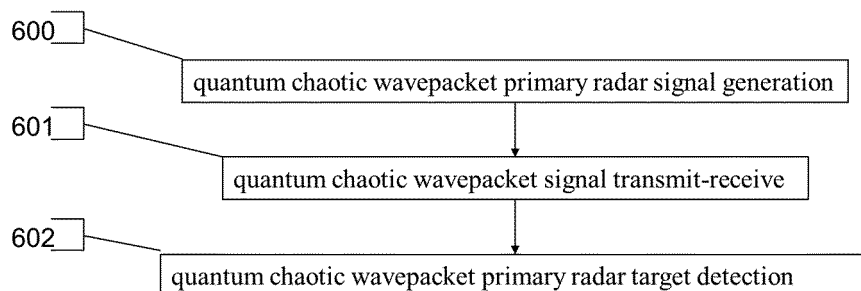 600
quantum chaotic wavepacket primary radar signal generation
601
quantum chaotic wavepacket signal transmit-receive
602
quantum chaotic wavepacket primary radar target detection